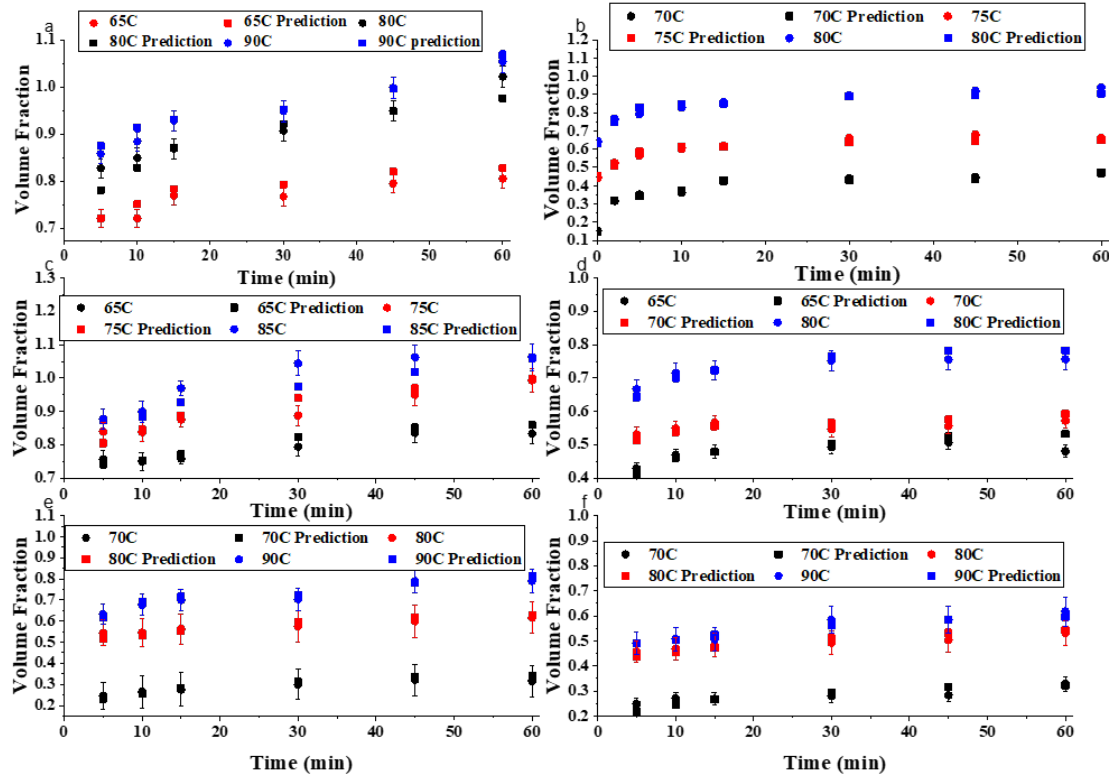 a
65C 65C Prediction 80C
80C Prediction 90C 90C prediction
1.1
1.0
0.9
0.8
0.7
Volume Fraction
0 10 20 30 40 50 60
Time (min)
b
70C 70C Prediction 75C
75C Prediction 80C 80C Prediction
1.2
1.1
1.0
0.9
0.8
0.7
0.6
0.5
0.4
0.3
0.2
0.1
Volume Fraction
0 10 20 30 40 50 60
Time (min)
c
65C 65C Prediction 75C
75C Prediction 85C 85C Prediction
1.3
1.2
1.1
1.0
0.9
0.8
0.7
Volume Fraction
0 10 20 30 40 50 60
Time (min)
d
65C 65C Prediction 70C
70C Prediction 80C 80C Prediction
1.0
0.9
0.8
0.7
0.6
0.5
0.4
Volume Fraction
0 10 20 30 40 50 60
Time (min)
e
70C 70C Prediction 80C
80C Prediction 90C 90C Prediction
1.1
1.0
0.9
0.8
0.7
0.6
0.5
0.4
0.3
0.2
0.1
Volume Fraction
0 10 20 30 40 50 60
Time (min)
f
70C 70C Prediction 80C
80C Prediction 90C 90C Prediction
1.0
0.9
0.8
0.7
0.6
0.5
0.4
0.3
0.2
Volume Fraction
0 10 20 30 40 50 60
Time (min)